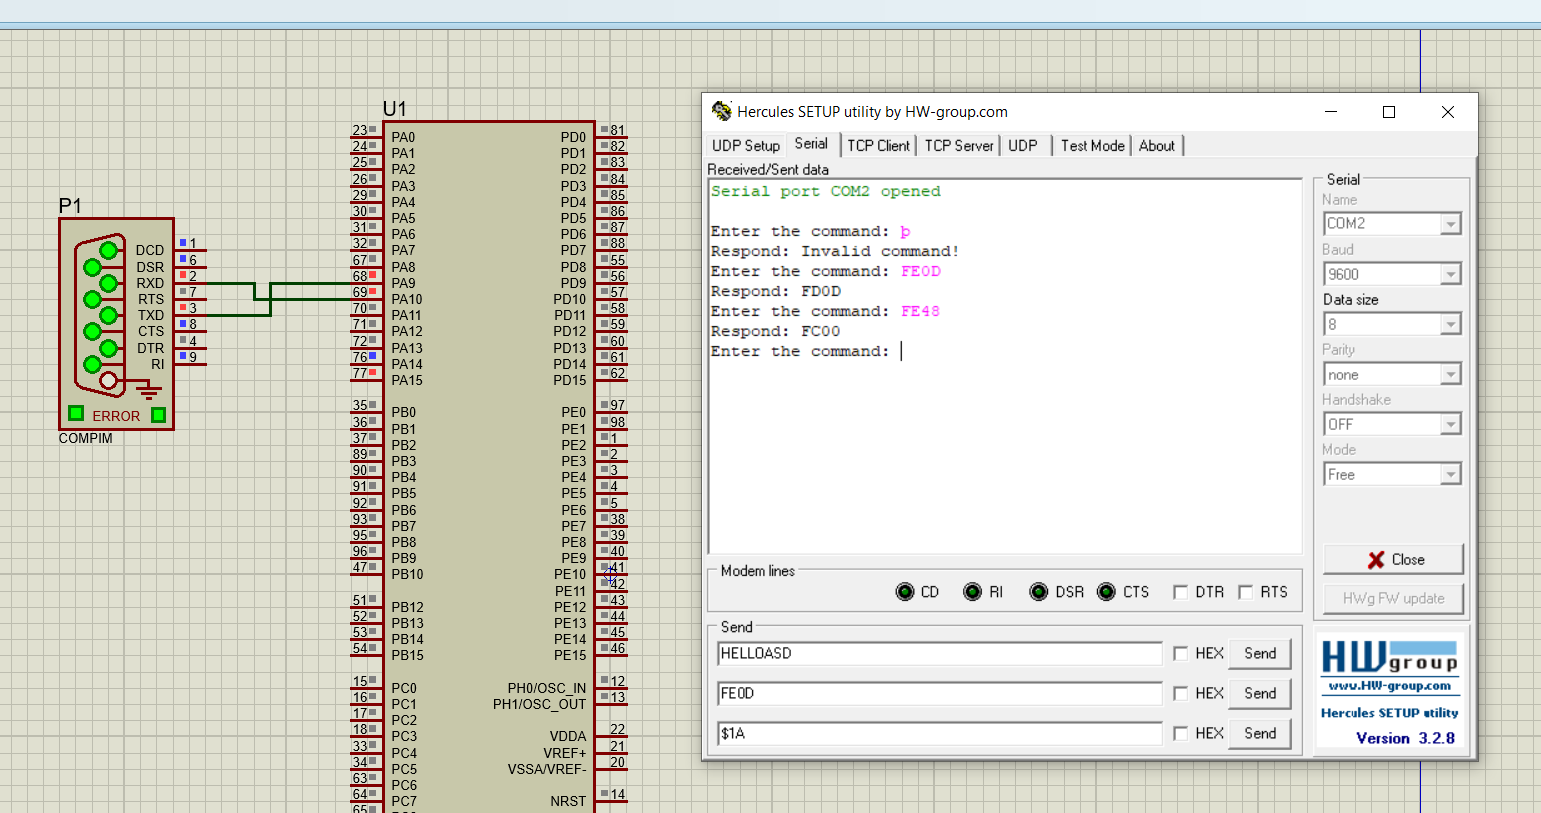 P1
DCD 1
DSR 6
RXD 2
RTS 7
TXD 3
CTS 8
DTR 4
RI 9
ERROR
COMPIM
U1
23 PA0 PD0 81
24 PA1 PD1 82
25 PA2 PD2 83
26 PA3 PD3 84
29 PA4 PD4 85
30 PA5 PD5 86
31 PA6 PD6 87
32 PA7 PD7 88
67 PA8 PD8 55
68 PA9 PD9 56
69 PA10 PD10 57
70 PA11 PD11 58
71 PA12 PD12 59
72 PA13 PD13 60
76 PA14 PD14 61
77 PA15 PD15 62
35 PB0 PE0 97
36 PB1 PE1 98
37 PB2 PE2 1
89 PB3 PE3 2
90 PB4 PE4 3
91 PB5 PE5 4
92 PB6 PE6 5
93 PB7 PE7 38
95 PB8 PE8 39
96 PB9 PE9 40
47 PB10 PE10 41
PE11 42
51 PB12 PE12 43
52 PB13 PE13 44
53 PB14 PE14 45
54 PB15 PE15 46
15 PC0 PH0/OSC_IN 12
16 PC1 PH1/OSC_OUT 13
17 PC2
18 PC3 VDDA 22
33 PC4 VREF+ 21
34 PC5 VSSA/VREF- 20
63 PC6
64 PC7 NRST 14
65
Hercules SETUP utility by HW-group.com
UDP Setup Serial TCP Client TCP Server UDP Test Mode About
Received/Sent data
Serial port COM2 opened
Enter the command: þ
Respond: Invalid command!
Enter the command: FE0D
Respond: FD0D
Enter the command: FE48
Respond: FC00
Enter the command:
Serial
Name
COM2
Baud
9600
Data size
8
Parity
none
Handshake
OFF
Mode
Free
Close
HWg FW update
Modem lines
CD RI DSR CTS DTR RTS
Send
HELLOASD HEX Send
FE0D HEX Send
$1A HEX Send
HWgroup
www.HW-group.com
Hercules SETUP utility
Version 3.2.8